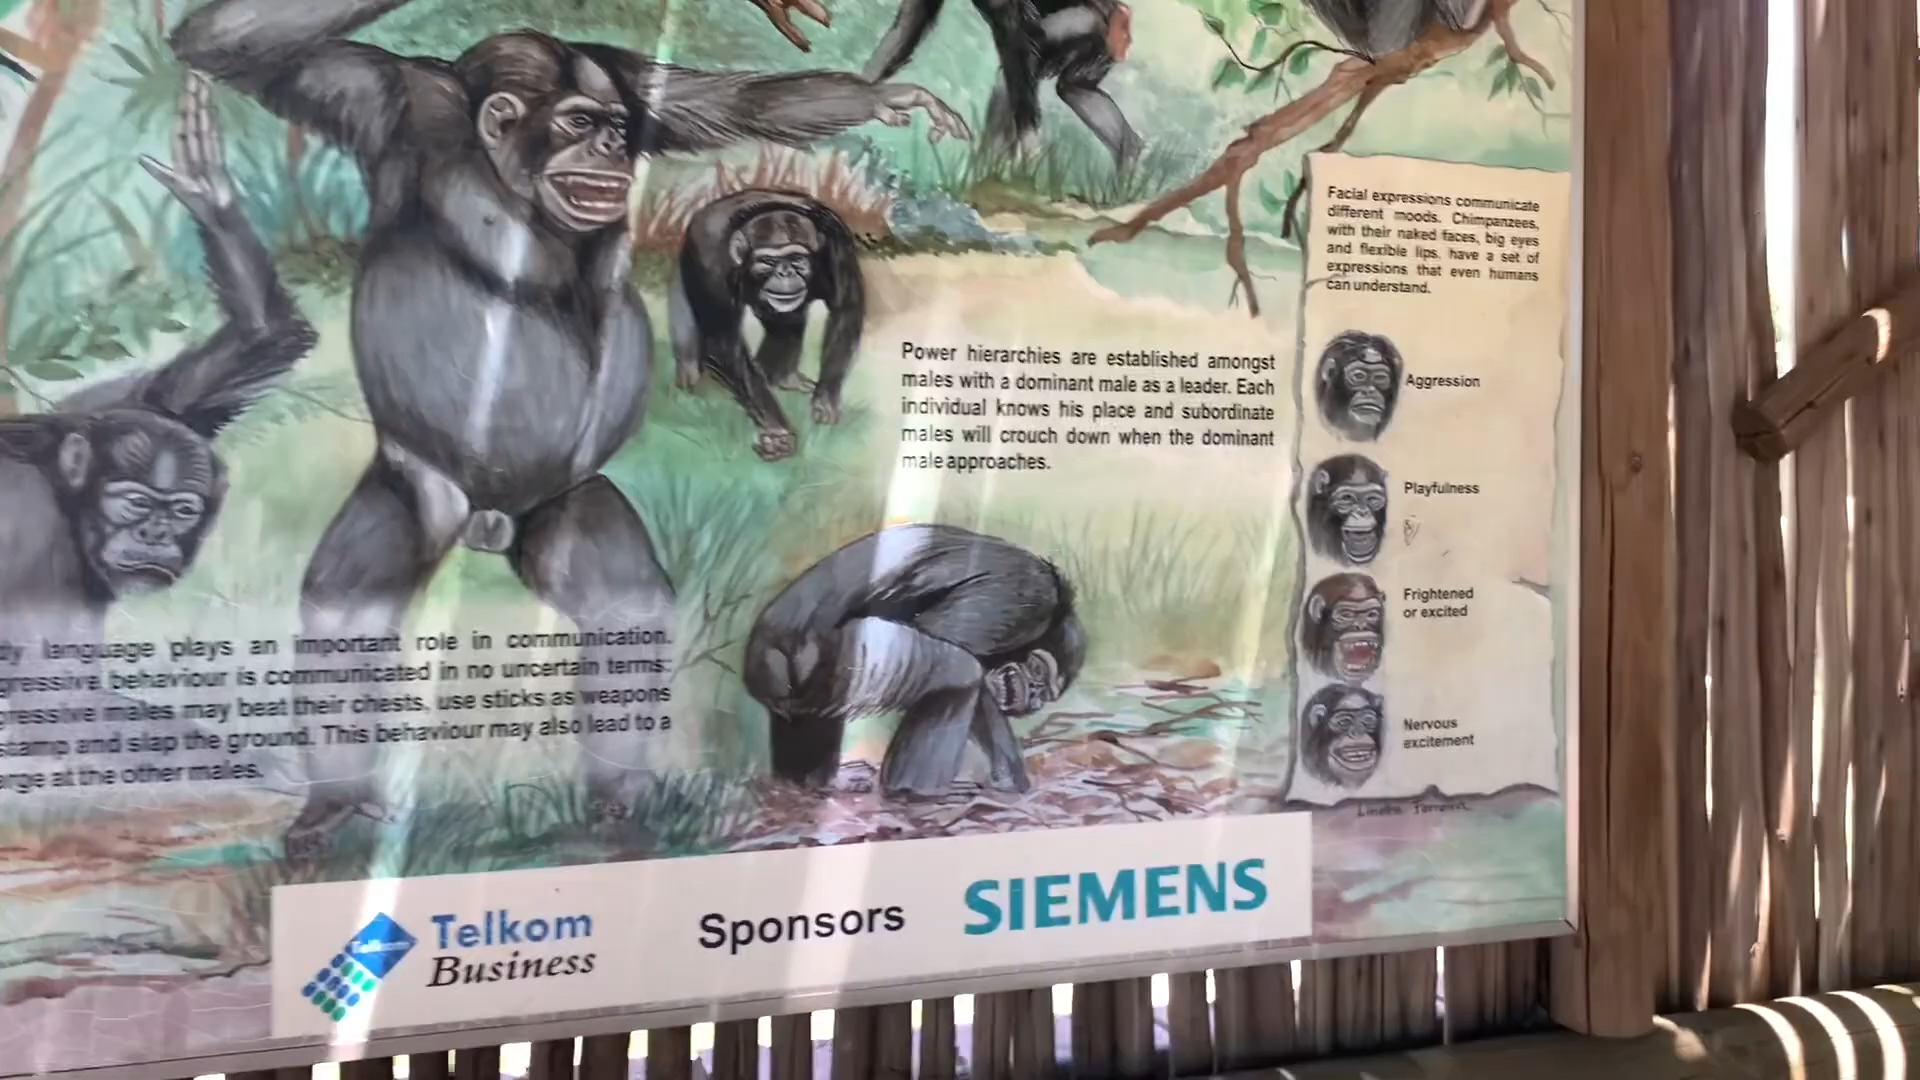 Facial expressions communicate
different moods. Chimpanzees,
with their naked faces, big eyes
and flexible lips, have a set of
expressions that even humans
can understand.
Aggression
Playfulness
Frightened
or excited
Nervous
excitement
Power hierarchies are established amongst
males with a dominant male as a leader. Each
individual knows his place and subordinate
males will crouch down when the dominant
male approaches.
dy language plays an important role in communication.
gressive behaviour is communicated in no uncertain terms:
gressive males may beat their chests, use sticks as weapons
stamp and slap the ground. This behaviour may also lead to a
arge at the other males.
Telkom
Telkom
Business
Sponsors
SIEMENS